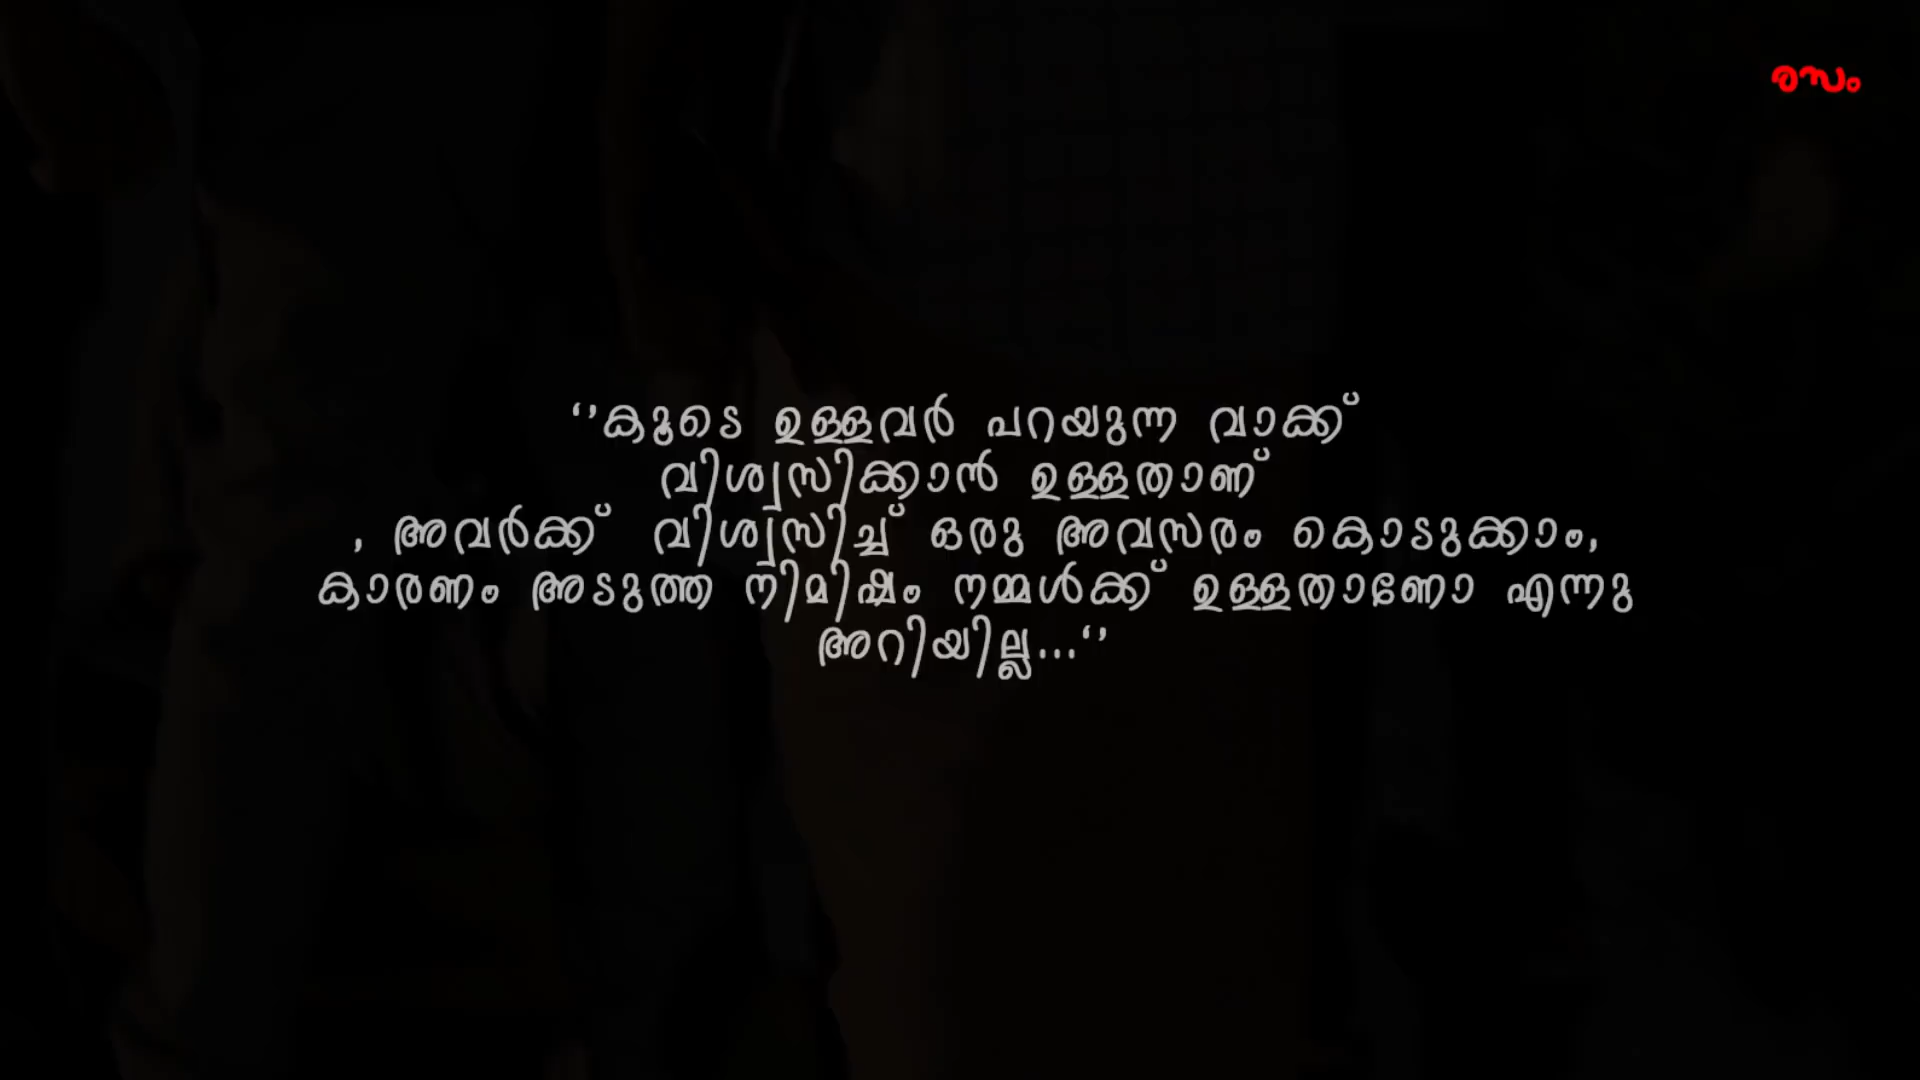 രസം
‘’കൂടെ ഉള്ളവർ പറയുന്ന വാക്ക്
വിശ്വസിക്കാൻ ഉള്ളതാണ്
, അവർക്ക് വിശ്വസിച്ച് ഒരു അവസരം കൊടുക്കാം,
കാരണം അടുത്ത നിമിഷം നമ്മൾക്ക് ഉള്ളതാണോ എന്നു
അറിയില്ല...‘’